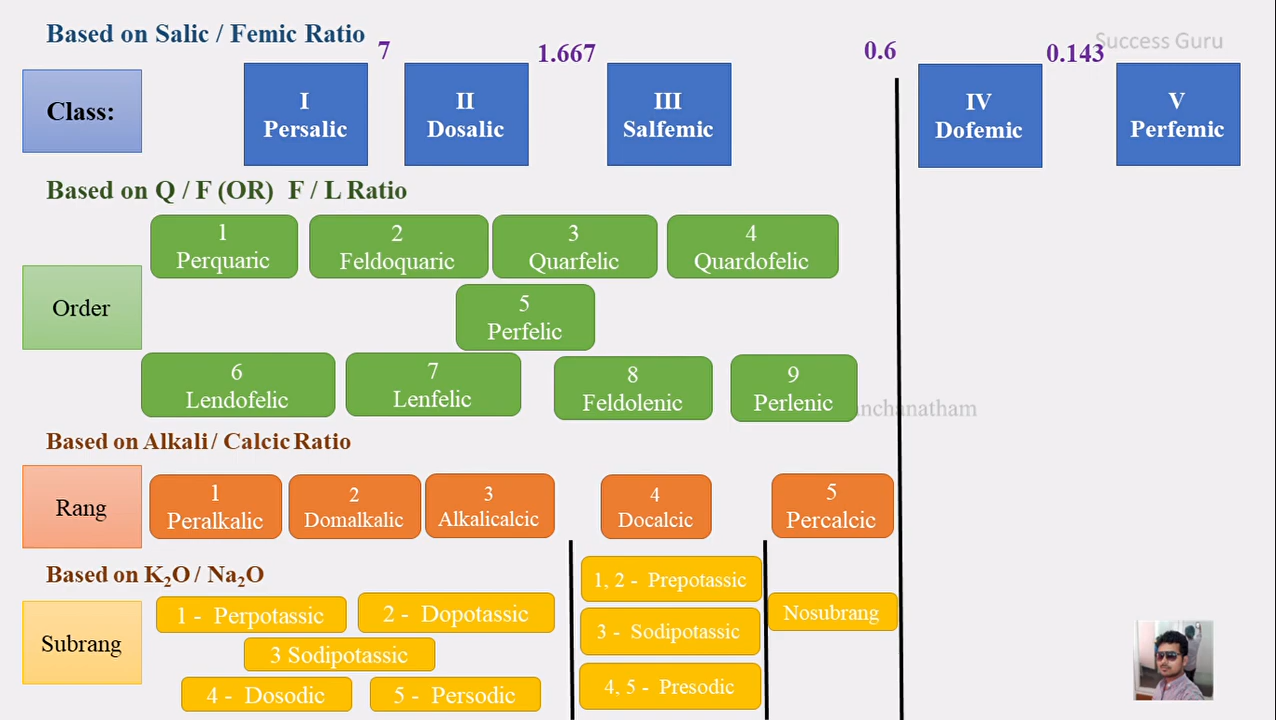 Based on Salic / Femic Ratio
Success Guru
7
1.667
0.6
0.143
Class:
I
Persalic
II
Dosalic
III
Salfemic
IV
Dofemic
V
Perfemic
Based on Q / F (OR) F / L Ratio
Order
1
Perquaric
2
Feldoquaric
3
Quarfelic
4
Quardofelic
5
Perfelic
6
Lendofelic
7
Lenfelic
8
Feldolenic
9
Perlenic
nchanatham
Based on Alkali / Calcic Ratio
Rang
1
Peralkalic
2
Domalkalic
3
Alkalicalcic
4
Docalcic
5
Percalcic
Based on K₂O / Na₂O
Subrang
1 - Perpotassic
2 - Dopotassic
3 Sodipotassic
4 - Dosodic
5 - Persodic
1, 2 - Prepotassic
3 - Sodipotassic
4, 5 - Presodic
Nosubrang